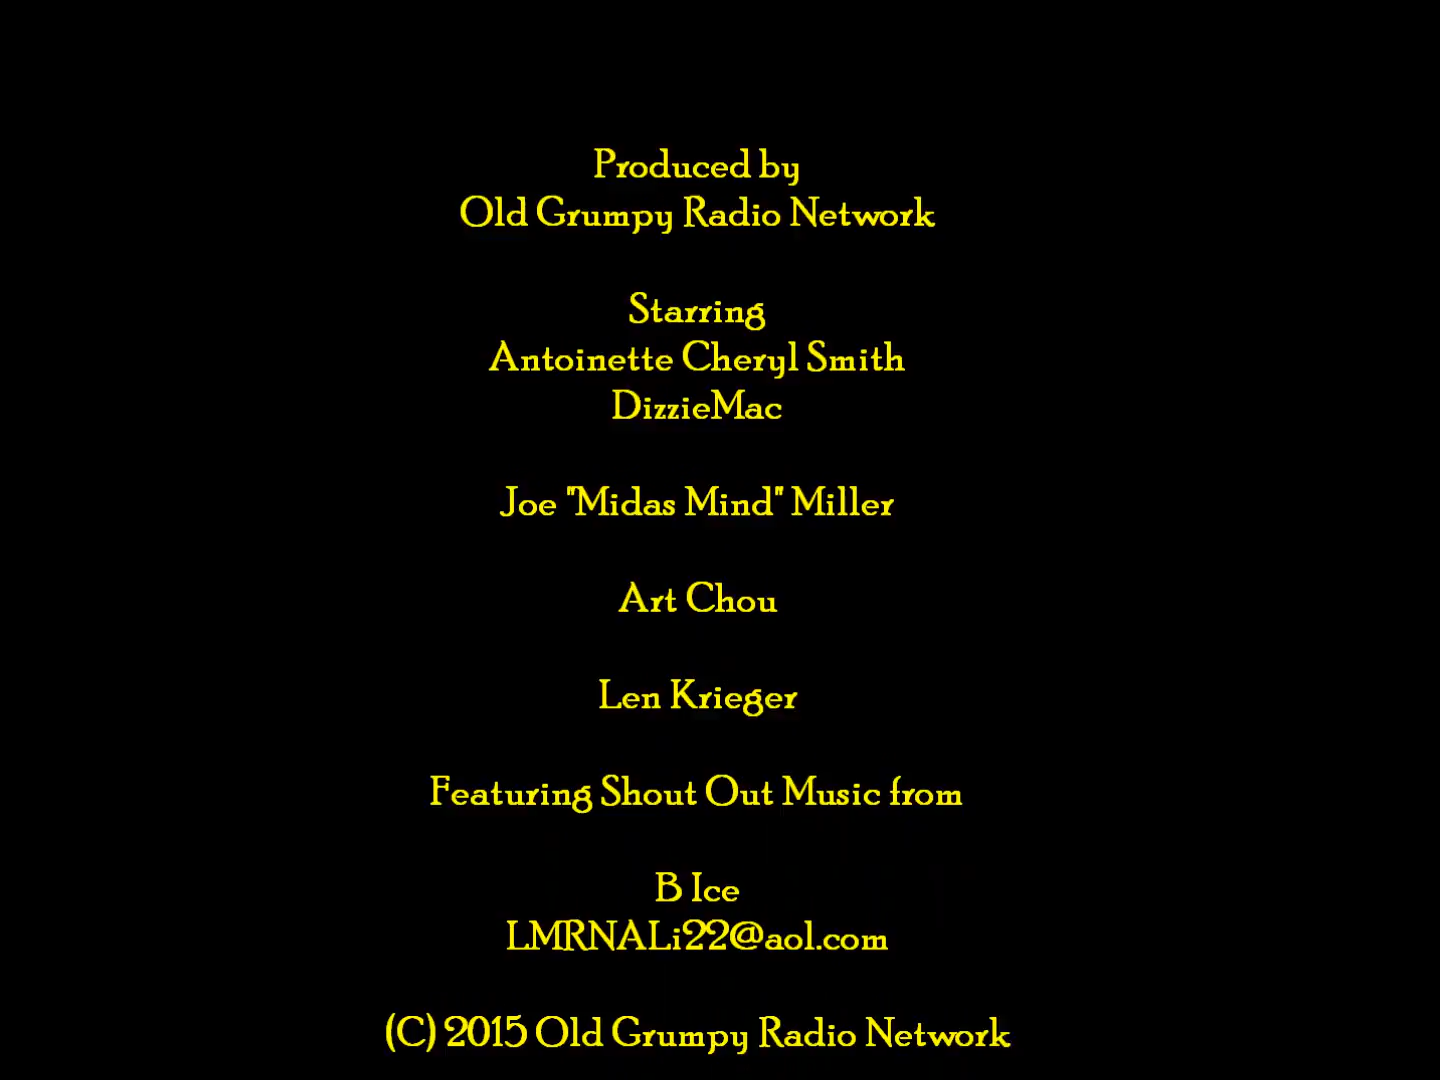 Produced by
Old Grumpy Radio Network
Starring
Antoinette Cheryl Smith
DizzieMac
Joe "Midas Mind" Miller
Art Chou
Len Krieger
Featuring Shout Out Music from
B Ice
LMRNALi22@aol.com
(C) 2015 Old Grumpy Radio Network